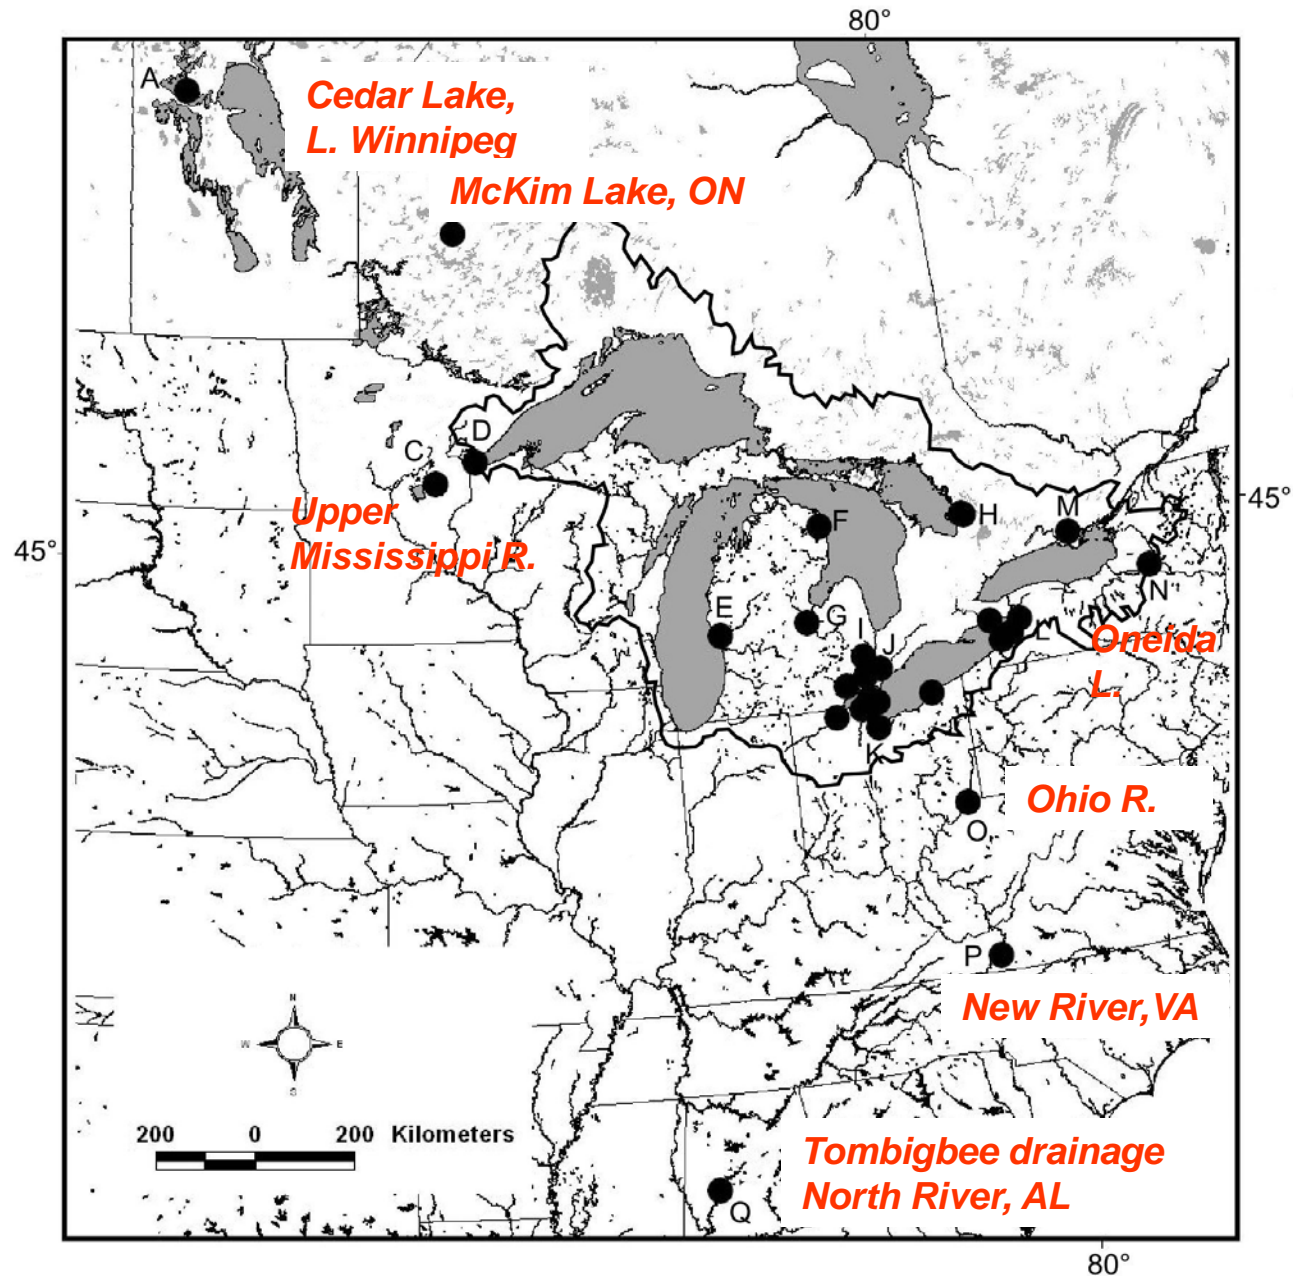 80°
A
Cedar Lake,
L. Winnipeg
McKim Lake, ON
D
C
Upper
Mississippi R.
45°
45°
F
H
M
N
E
G
I
J
L
Oneida
L.
K
Ohio R.
O
P
New River,VA
N
W
E
S
200 0 200 Kilometers
Tombigbee drainage
North River, AL
Q
80°